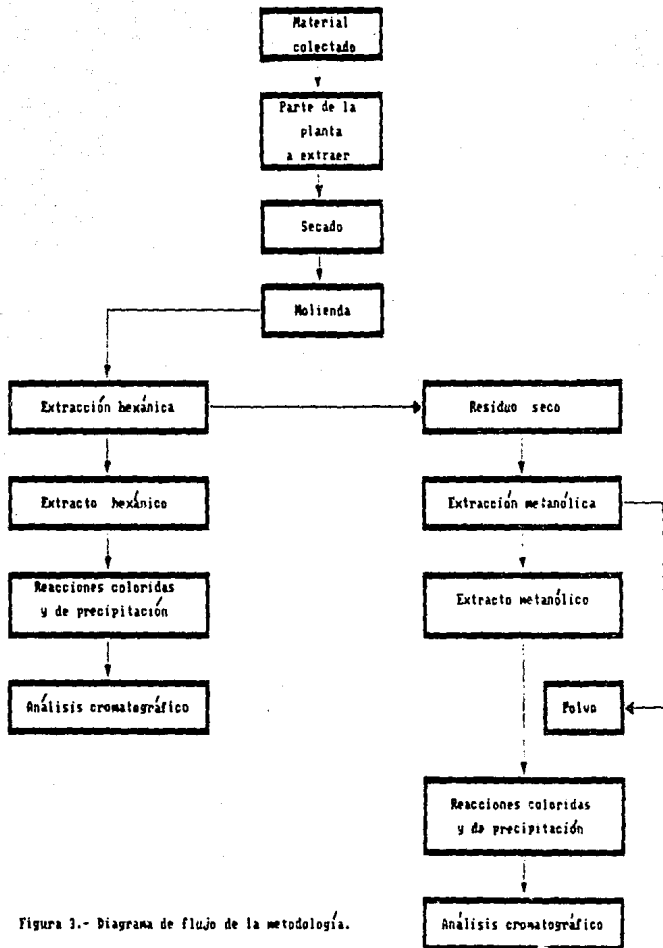 Material
colectado
Parte de la
planta
a extraer
Secado
Molienda
Extracción hexánica
Residuo seco
Extracto hexánico
Extracción metanólica
Reacciones coloridas
y de precipitación
Extracto metanólico
Análisis cromatográfico
Polvo
Reacciones coloridas
y de precipitación
Análisis cromatográfico
Figura 3.- Diagrama de flujo de la metodología.